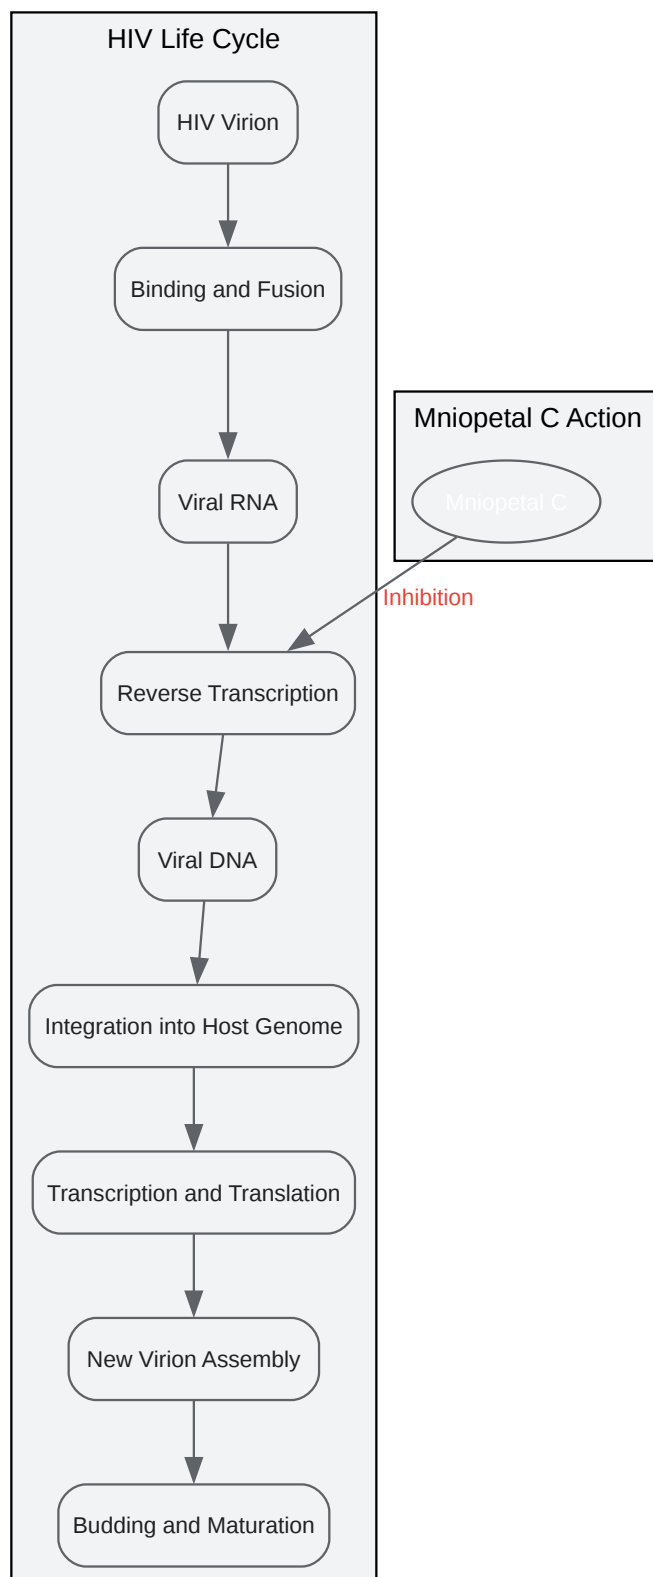 HIV Life Cycle
HIV Virion
Binding and Fusion
Mniopetal C Action
Viral RNA
Mniopetal C
Inhibition
Reverse Transcription
Viral DNA
Integration into Host Genome
Transcription and Translation
New Virion Assembly
Budding and Maturation